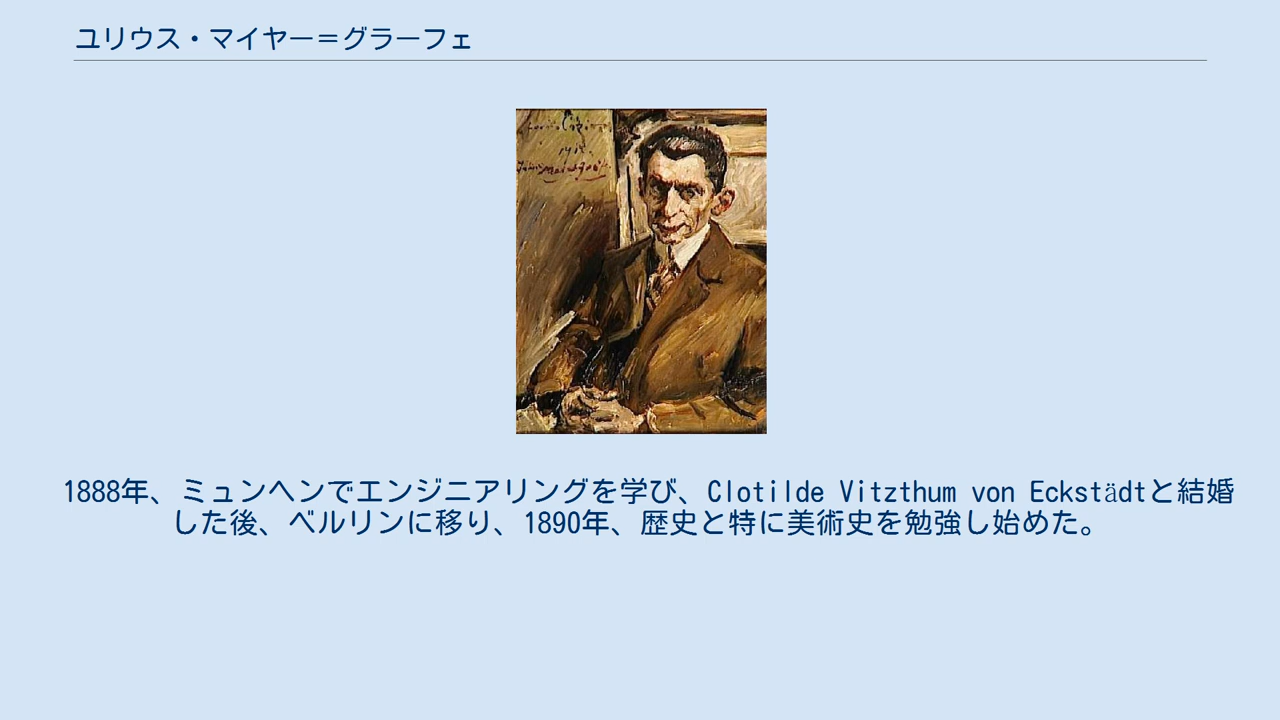 ユリウス・マイヤー＝グラーフェ
1888年、ミュンヘンでエンジニアリングを学び、Clotilde Vitzthum von Eckstädtと結婚
した後、ベルリンに移り、1890年、歴史と特に美術史を勉強し始めた。